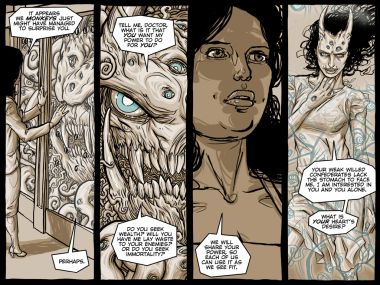 IT APPEARS
WE MONKEYS JUST
MIGHT HAVE MANAGED
TO SURPRISE YOU.
PERHAPS.
TELL ME, DOCTOR,
WHAT IS IT THAT
YOU WANT MY
POWER TO DO
FOR YOU?
DO YOU SEEK
WEALTH? WILL YOU
HAVE ME LAY WASTE
TO YOUR ENEMIES?
OR DO YOU SEEK
IMMORTALITY?
WE WILL
SHARE YOUR
POWER, SO
EACH OF US
CAN USE IT AS
WE SEE FIT.
YOUR WEAK WILLED
CONFEDERATES LACK
THE STOMACH TO FACE
ME. I AM INTERESTED IN
YOU AND YOU ALONE.
WHAT IS
YOUR HEART'S
DESIRE?